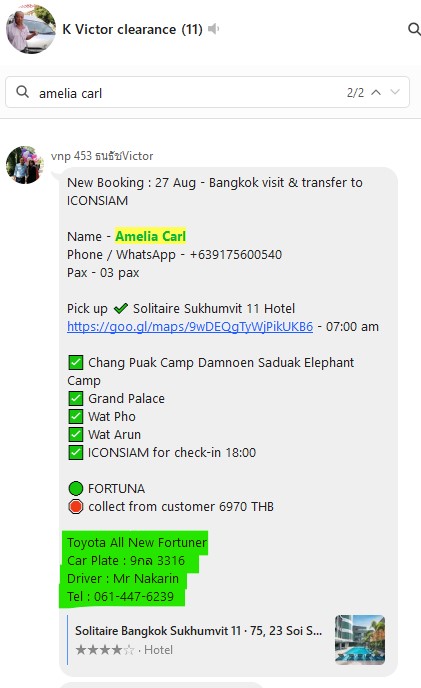 K Victor clearance (11)
amelia carl
2/2
vnp 453 ธนธัชVictor
New Booking : 27 Aug - Bangkok visit & transfer to
ICONSIAM
Name - Amelia Carl
Phone / WhatsApp - +639175600540
Pax - 03 pax
Pick up ✔ Solitaire Sukhumvit 11 Hotel
https://goo.gl/maps/9wDEQgTyWjPikUKB6 - 07:00 am
✅ Chang Puak Camp Damnoen Saduak Elephant
Camp
✅ Grand Palace
✅ Wat Pho
✅ Wat Arun
✅ ICONSIAM for check-in 18:00
🟢 FORTUNA
🛑 collect from customer 6970 THB
Toyota All New Fortuner
Car Plate : 9กล 3316
Driver : Mr Nakarin
Tel : 061-447-6239
Solitaire Bangkok Sukhumvit 11 · 75, 23 Soi S...
★★★★☆ · Hotel